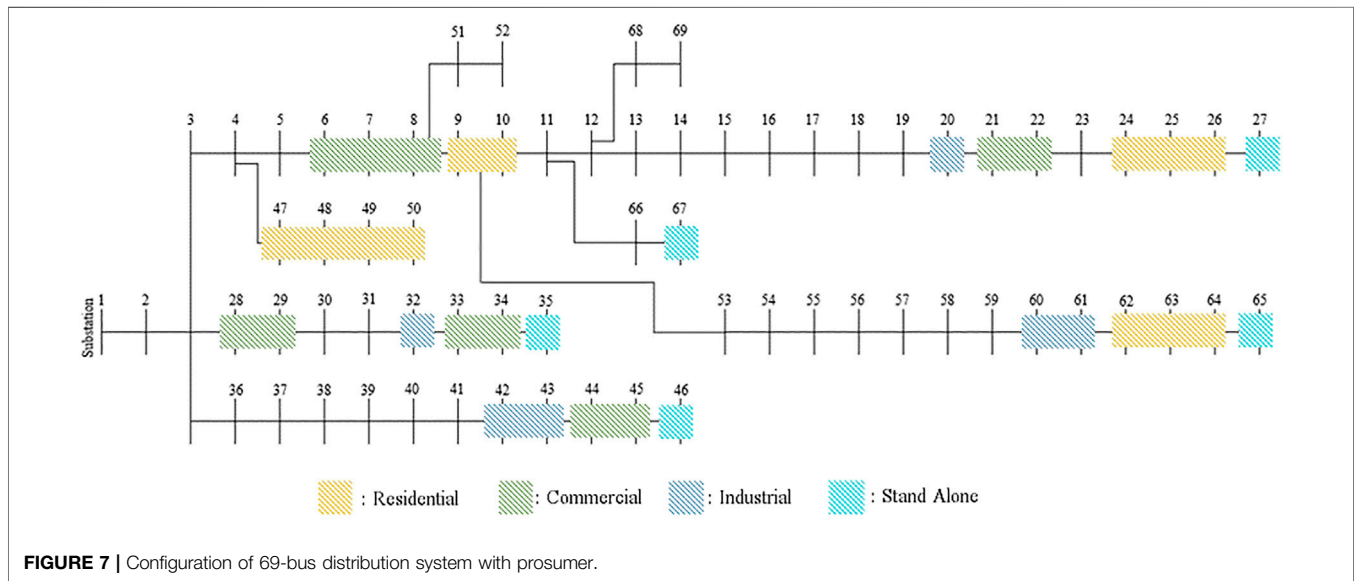 51 52 68 69
3 4 5 6 7 8 9 10 11 12 13 14 15 16 17 18 19 20 21 22 23 24 25 26 27
47 48 49 50 66 67
Substation
1 2 28 29 30 31 32 33 34 35 53 54 55 56 57 58 59 60 61 62 63 64 65
36 37 38 39 40 41 42 43 44 45 46
: Residential : Commercial : Industrial : Stand Alone
FIGURE 7 | Configuration of 69-bus distribution system with prosumer.